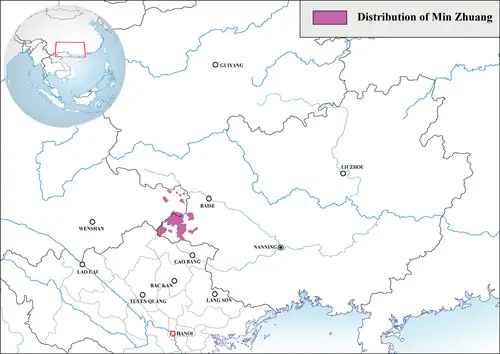 Distribution of Min Zhuang
GUIYANG
LIUZHOU
BAISE
WENSHAN
NANNING
CAO BANG
LAO CAI
BAC KAN
TUYEN QUANG
LANG SON
HANOI